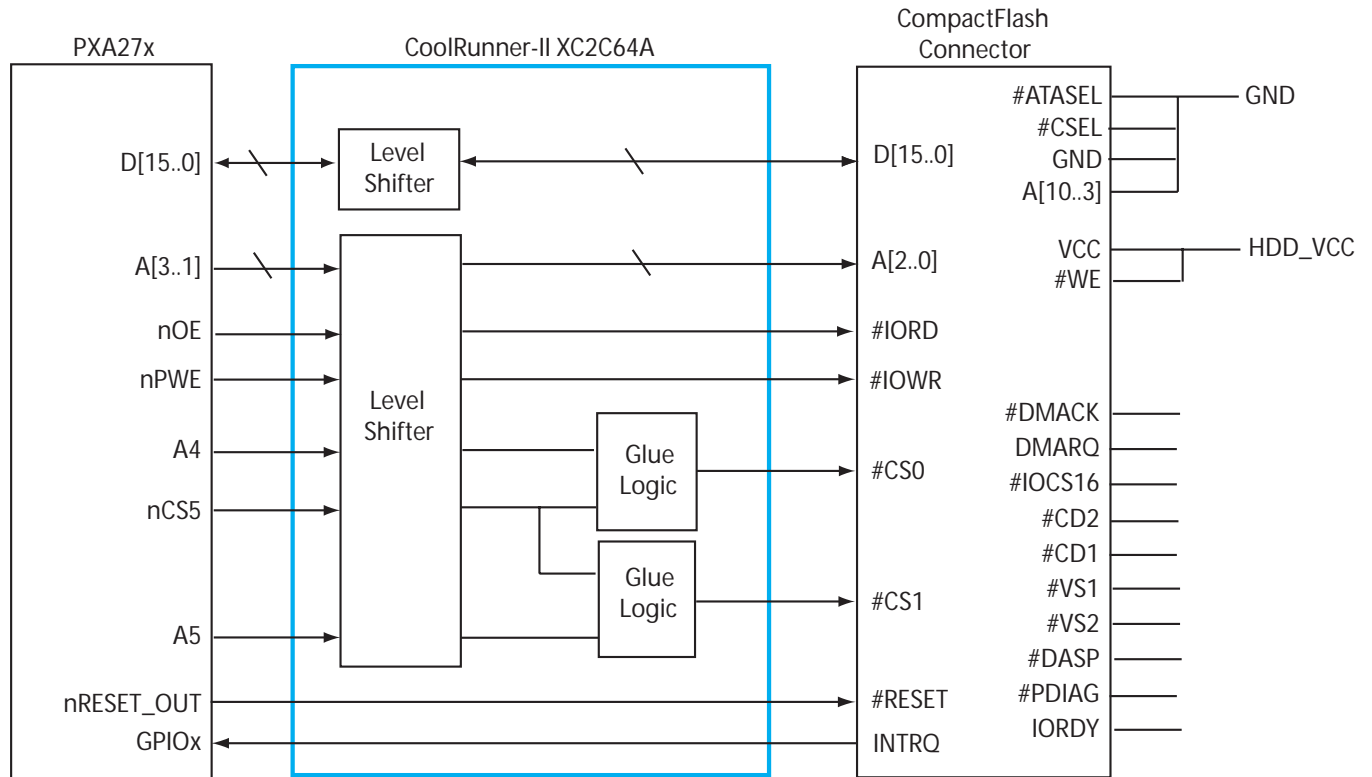 PXA27x
CoolRunner-II XC2C64A
CompactFlash
Connector
D[15..0]
A[3..1]
nOE
nPWE
A4
nCS5
A5
nRESET_OUT
GPIOx
Level
Shifter
Level
Shifter
Glue
Logic
Glue
Logic
D[15..0]
A[2..0]
#IORD
#IOWR
#CS0
#CS1
#RESET
INTRQ
#ATASEL
#CSEL
GND
A[10..3]
VCC
#WE
#DMACK
DMARQ
#IOCS16
#CD2
#CD1
#VS1
#VS2
#DASP
#PDIAG
IORDY
GND
HDD_VCC